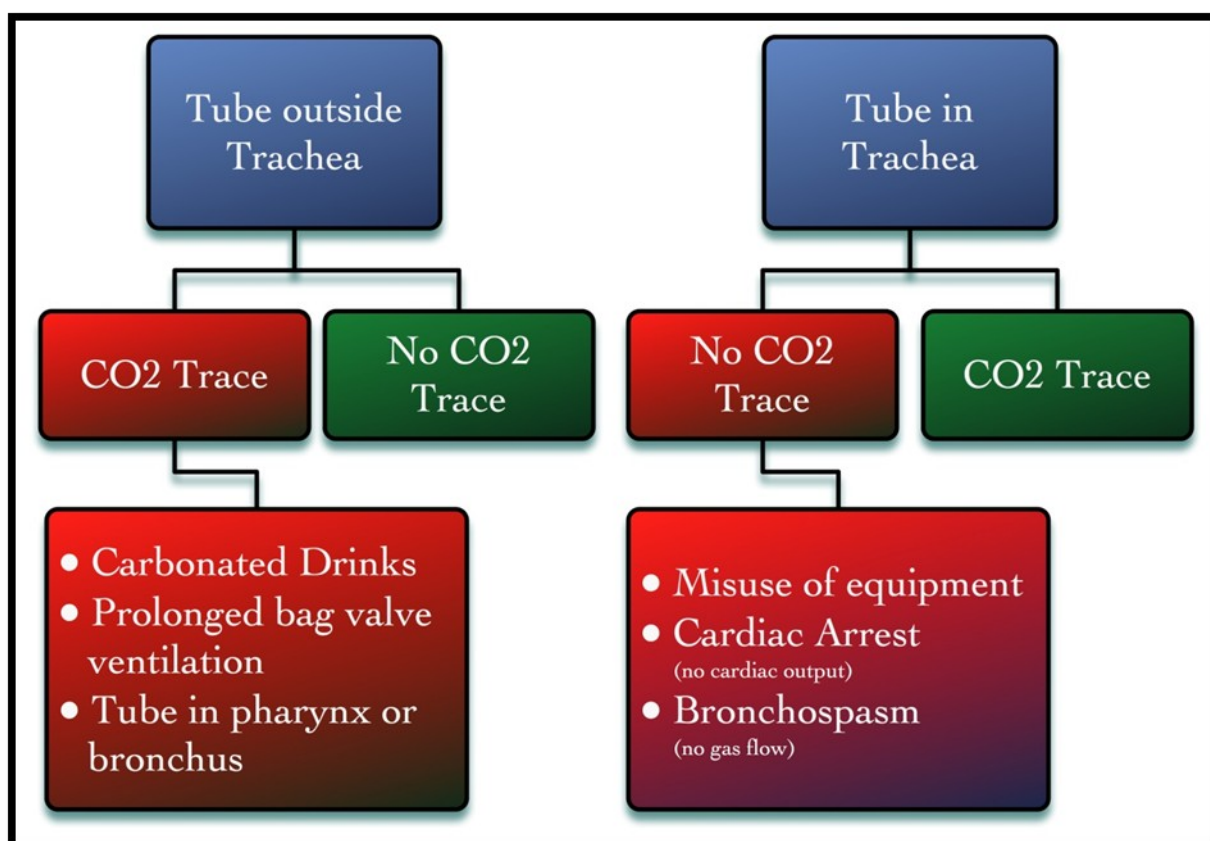 Tube outside
Trachea
Tube in
Trachea
CO2 Trace
No CO2
Trace
No CO2
Trace
CO2 Trace
• Carbonated Drinks
• Prolonged bag valve
ventilation
• Tube in pharynx or
bronchus
• Misuse of equipment
• Cardiac Arrest
(no cardiac output)
• Bronchospasm
(no gas flow)